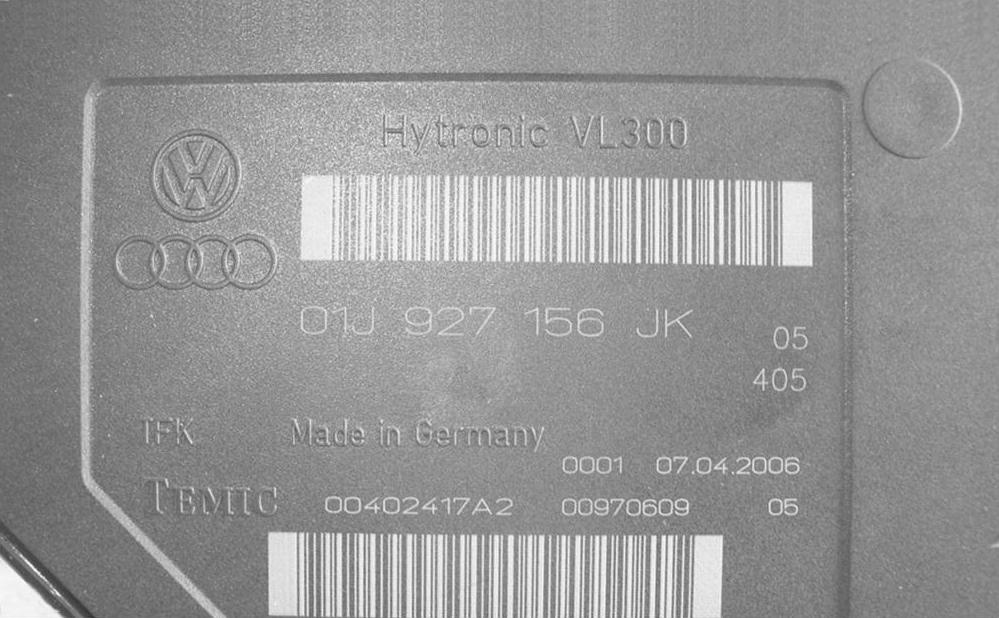 Hytronic VL300
01J 927 156 JK
05
405
IFK Made in Germany
0001 07.04.2006
TEMIC 00402417A2 00970609 05